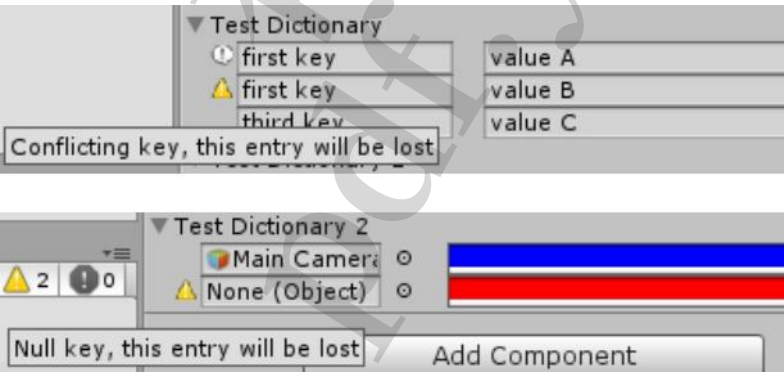 Test Dictionary
first key value A
first key value B
third key value C
Conflicting key, this entry will be lost
Test Dictionary 2
Main Camera
2 0
None (Object)
Null key, this entry will be lost
Add Component